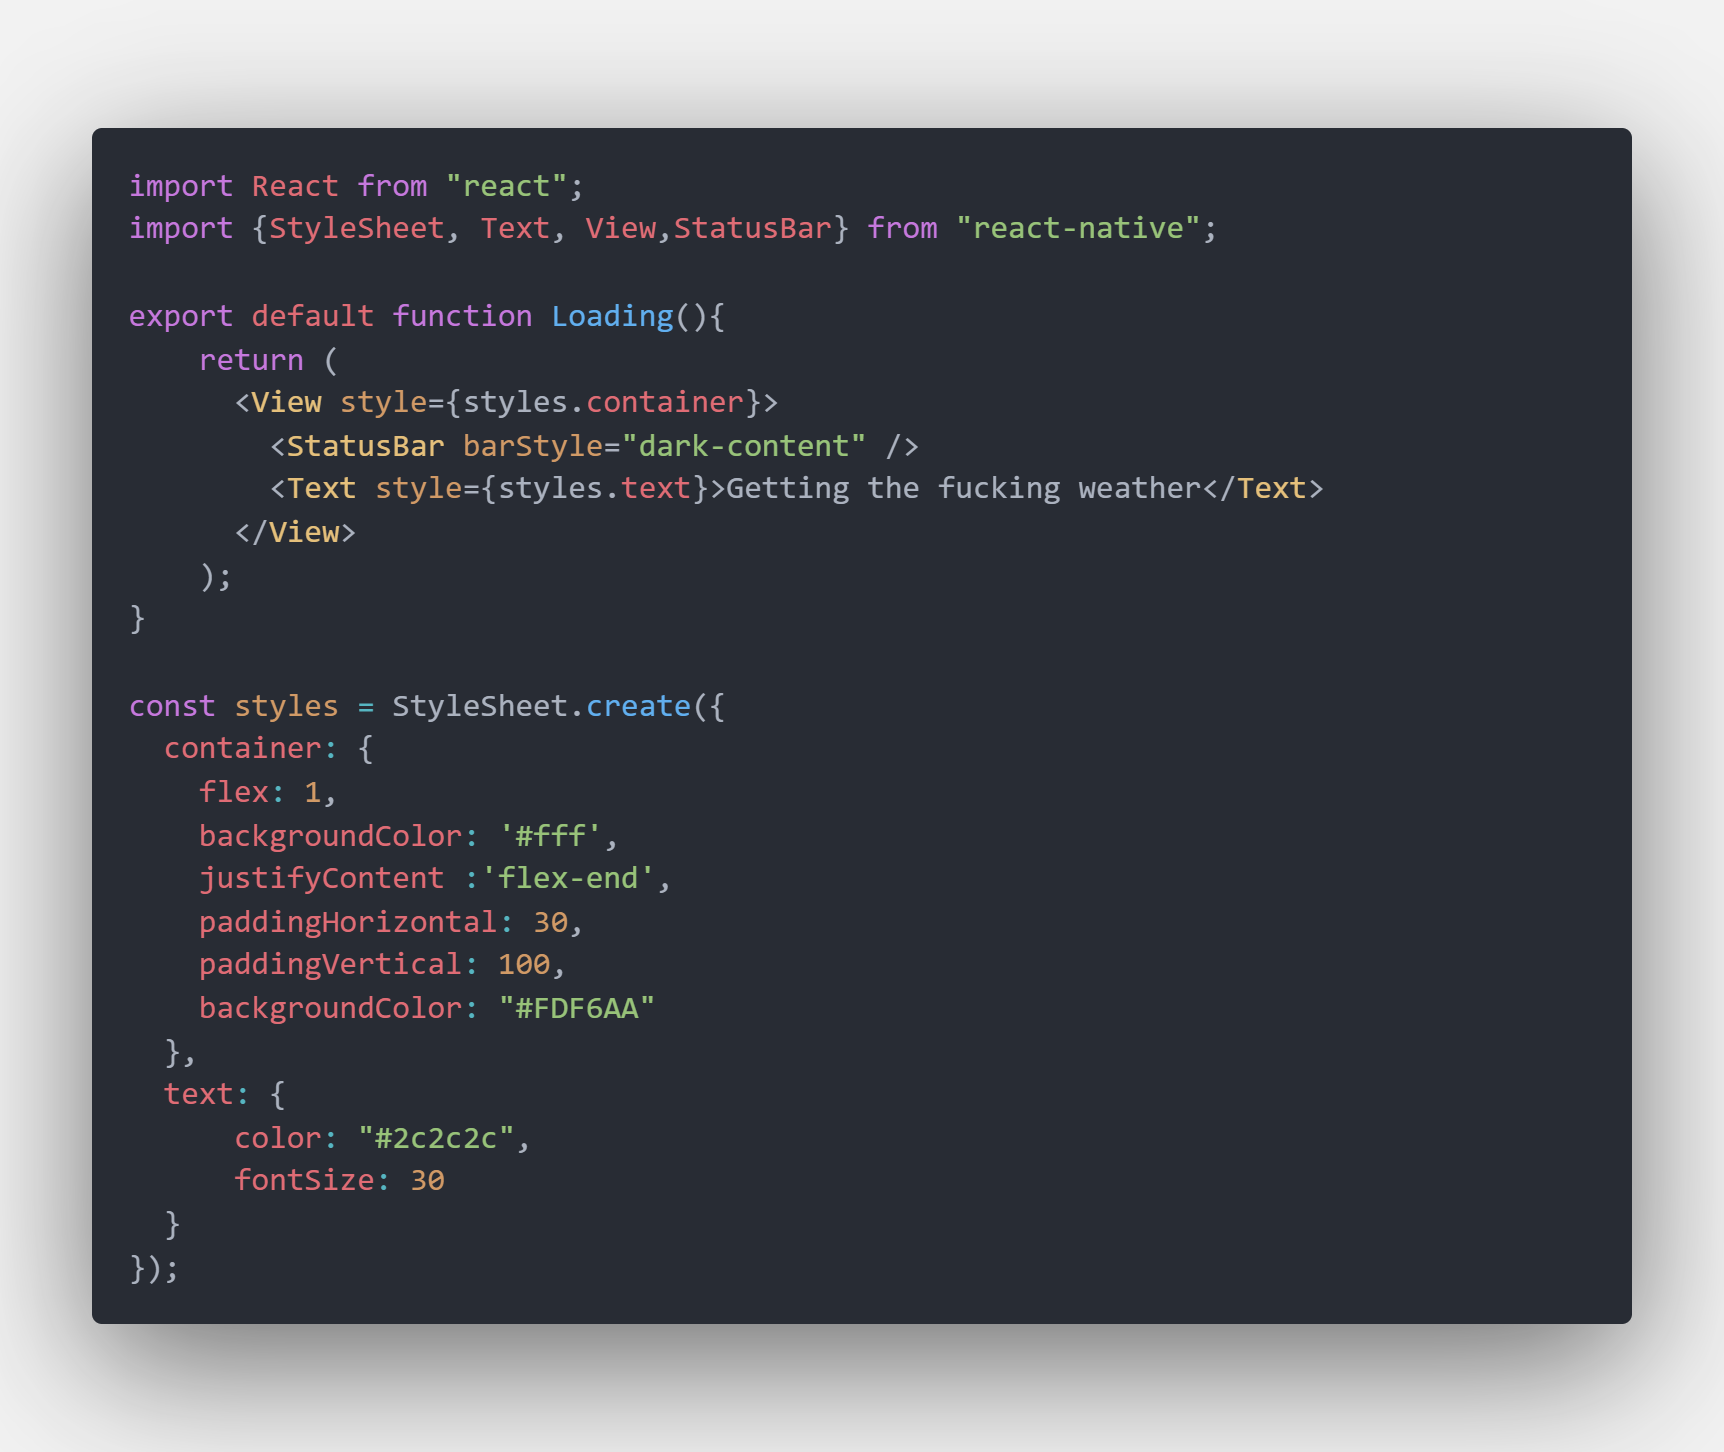 import React from "react";
import {StyleSheet, Text, View,StatusBar} from "react-native";

export default function Loading(){
    return (
      <View style={styles.container}>
        <StatusBar barStyle="dark-content" />
        <Text style={styles.text}>Getting the fucking weather</Text>
      </View>
    );
}

const styles = StyleSheet.create({
  container: {
    flex: 1,
    backgroundColor: '#fff',
    justifyContent :'flex-end',
    paddingHorizontal: 30,
    paddingVertical: 100,
    backgroundColor: "#FDF6AA"
  },
  text: {
      color: "#2c2c2c",
      fontSize: 30
  }
});